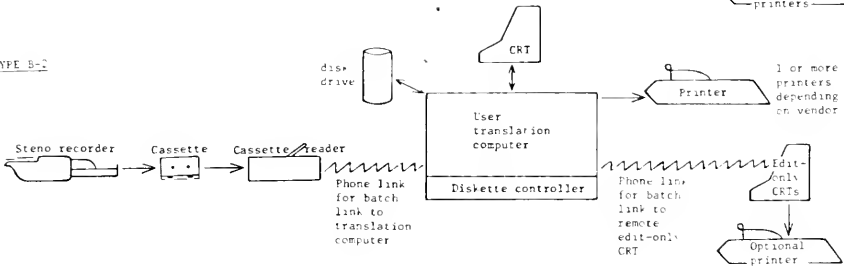 printers
TYPE B-2
CRT
disk
drive
1 or more
printers
depending
on vendor
Printer
User
translation
computer
Steno recorder
Cassette
Cassette reader
Diskette controller
Edit-
only
CRTs
Phone link
for batch
link to
translation
computer
Phone link
for batch
link to
remote
edit-only
CRT
Optional
printer